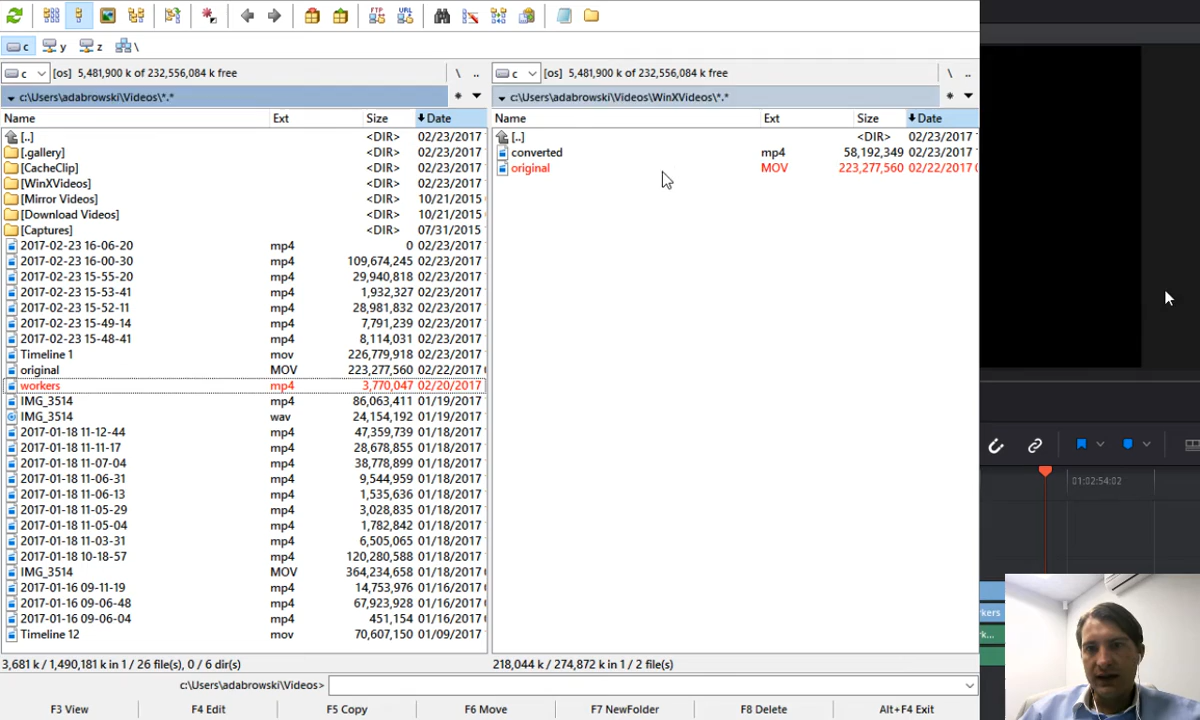 FTP URL
c y z \
c [os] 5,481,900 k of 232,556,084 k free \ ..
c:\Users\adabrowski\Videos\*.* * 
Name Ext Size Date
[..] <DIR> 02/23/2017
[.gallery] <DIR> 02/23/2017
[CacheClip] <DIR> 02/23/2017
[WinXVideos] <DIR> 02/23/2017
[Mirror Videos] <DIR> 10/21/2015
[Download Videos] <DIR> 10/21/2015
[Captures] <DIR> 07/31/2015
2017-02-23 16-06-20 mp4 0 02/23/2017
2017-02-23 16-00-30 mp4 109,674,245 02/23/2017
2017-02-23 15-55-20 mp4 29,940,818 02/23/2017
2017-02-23 15-53-41 mp4 1,932,327 02/23/2017
2017-02-23 15-52-11 mp4 28,981,832 02/23/2017
2017-02-23 15-49-14 mp4 7,791,239 02/23/2017
2017-02-23 15-48-41 mp4 8,114,031 02/23/2017
Timeline 1 mov 226,779,918 02/23/2017
original MOV 223,277,560 02/22/2017
workers mp4 3,770,047 02/20/2017
IMG_3514 mp4 86,063,411 01/19/2017
IMG_3514 wav 24,154,192 01/19/2017
2017-01-18 11-12-44 mp4 47,359,739 01/18/2017
2017-01-18 11-11-17 mp4 28,678,855 01/18/2017
2017-01-18 11-07-04 mp4 38,778,899 01/18/2017
2017-01-18 11-06-31 mp4 9,544,959 01/18/2017
2017-01-18 11-06-13 mp4 1,535,636 01/18/2017
2017-01-18 11-05-29 mp4 3,028,835 01/18/2017
2017-01-18 11-05-04 mp4 1,782,842 01/18/2017
2017-01-18 11-03-31 mp4 6,505,065 01/18/2017
2017-01-18 10-18-57 mp4 120,280,588 01/18/2017
IMG_3514 MOV 364,234,658 01/18/2017
2017-01-16 09-11-19 mp4 14,753,976 01/16/2017
2017-01-16 09-06-48 mp4 67,923,928 01/16/2017
2017-01-16 09-06-04 mp4 451,154 01/16/2017
Timeline 12 mov 70,607,150 01/09/2017
3,681 k / 1,490,181 k in 1 / 26 file(s), 0 / 6 dir(s)
c [os] 5,481,900 k of 232,556,084 k free \ ..
c:\Users\adabrowski\Videos\WinXVideos\*.* *
Name Ext Size Date
[..] <DIR> 02/23/2017
converted mp4 58,192,349 02/23/2017
original MOV 223,277,560 02/22/2017 0
218,044 k / 274,872 k in 1 / 2 file(s)
c:\Users\adabrowski\Videos>
F3 View F4 Edit F5 Copy F6 Move F7 NewFolder F8 Delete Alt+F4 Exit
01:02:54:02
rkers
k...